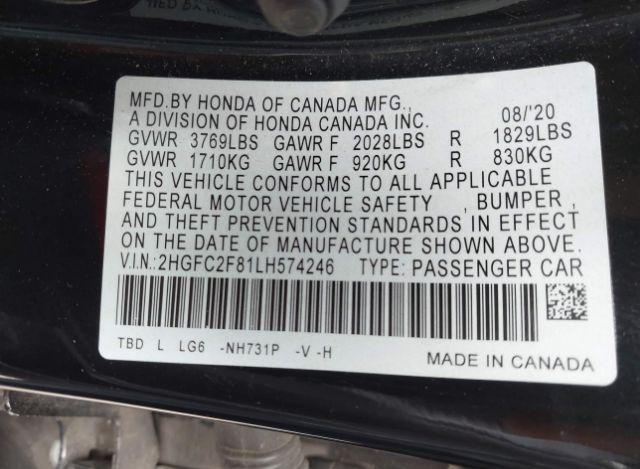 MFD.BY HONDA OF CANADA MFG.,
A DIVISION OF HONDA CANADA INC. 08/'20
GVWR 3769LBS GAWR F 2028LBS R 1829LBS
GVWR 1710KG GAWR F 920KG R 830KG
THIS VEHICLE CONFORMS TO ALL APPLICABLE
FEDERAL MOTOR VEHICLE SAFETY , BUMPER ,
AND THEFT PREVENTION STANDARDS IN EFFECT
ON THE DATE OF MANUFACTURE SHOWN ABOVE.
V.I.N.:2HGFC2F81LH574246 TYPE: PASSENGER CAR
TBD L LG6 -NH731P -V -H
MADE IN CANADA